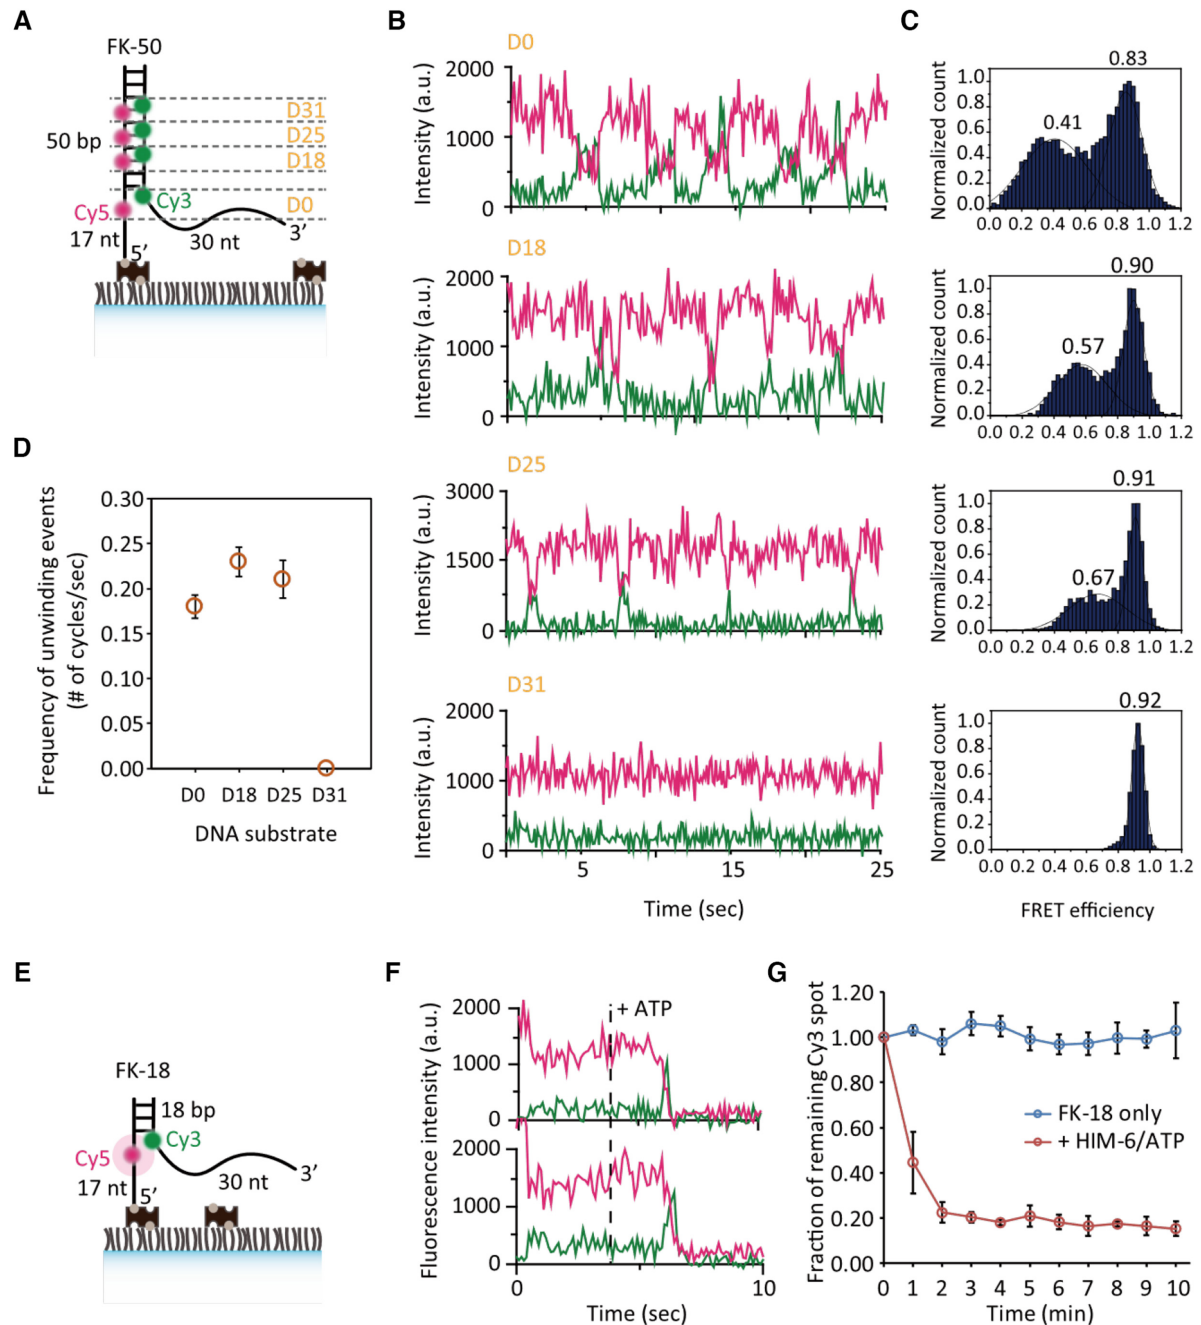 A
FK-50
50 bp
D31
D25
D18
D0
Cy5
Cy3
17 nt
5’
30 nt
3’
B
D0
Intensity (a.u.)
2000
1000
0
D18
Intensity (a.u.)
2000
1000
0
D25
Intensity (a.u.)
3000
1500
0
D31
Intensity (a.u.)
2000
1000
0
5 15 25
Time (sec)
C
0.83
0.41
Normalized count
1.0
0.8
0.6
0.4
0.2
0.0
0.0 0.2 0.4 0.6 0.8 1.0 1.2
0.90
0.57
Normalized count
1.0
0.8
0.6
0.4
0.2
0.0
0.0 0.2 0.4 0.6 0.8 1.0 1.2
0.91
0.67
Normalized count
1.0
0.8
0.6
0.4
0.2
0.0
0.0 0.2 0.4 0.6 0.8 1.0 1.2
0.92
Normalized count
1.0
0.8
0.6
0.4
0.2
0.0
0.0 0.2 0.4 0.6 0.8 1.0 1.2
FRET efficiency
D
Frequency of unwinding events
(# of cycles/sec)
0.30
0.25
0.20
0.15
0.10
0.05
0.00
D0 D18 D25 D31
DNA substrate
E
FK-18
18 bp
Cy5
Cy3
17 nt
5’
30 nt
3’
F
Fluorescence intensity (a.u.)
+ ATP
2000
1000
0
2000
1000
0
0 10
Time (sec)
G
Fraction of remaining Cy3 spot
1.20
1.00
0.80
0.60
0.40
0.20
0.00
FK-18 only
+ HIM-6/ATP
0 1 2 3 4 5 6 7 8 9 10
Time (min)